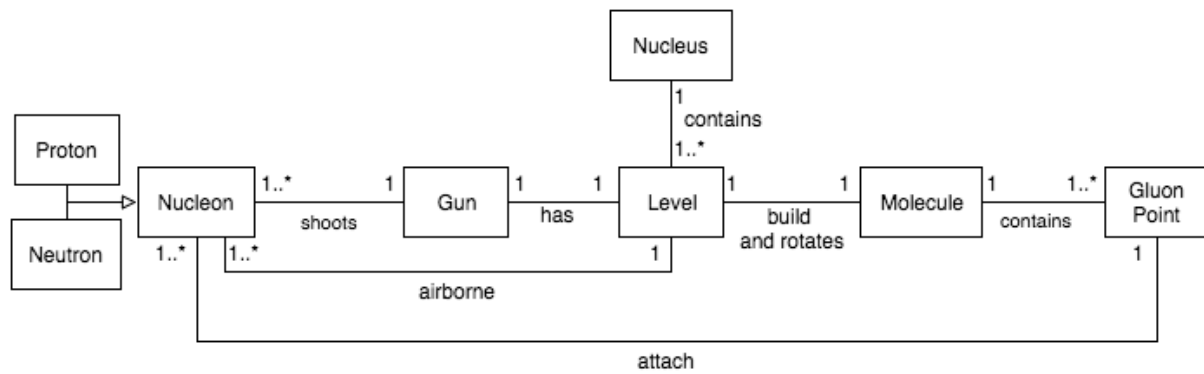 Nucleus
1
contains
1..*
Proton
Neutron
Nucleon
1..*
1
shoots
Gun
1
1
has
Level
1
1
build
and rotates
Molecule
1
1..*
contains
Gluon
Point
1..*
1..*
1
1
airborne
attach